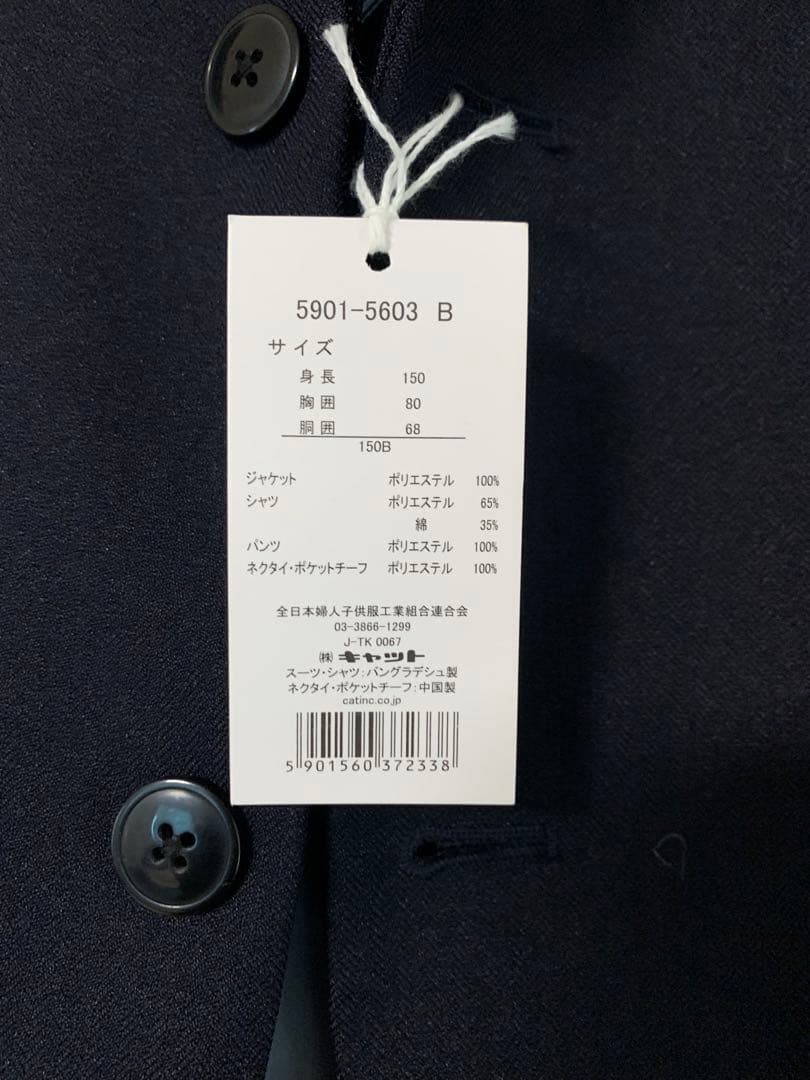 5901-5603 B
サイズ
身長 150
胸囲 80
胴囲 68
150B
ジャケット ポリエステル 100%
シャツ ポリエステル 65%
綿 35%
パンツ ポリエステル 100%
ネクタイ・ポケットチーフ ポリエステル 100%
全日本婦人子供服工業組合連合会
03-3866-1299
J-TK 0067
㈱キャット
スーツ・シャツ：バングラデシュ製
ネクタイ・ポケットチーフ：中国製
catinc.co.jp
5 901560 372338